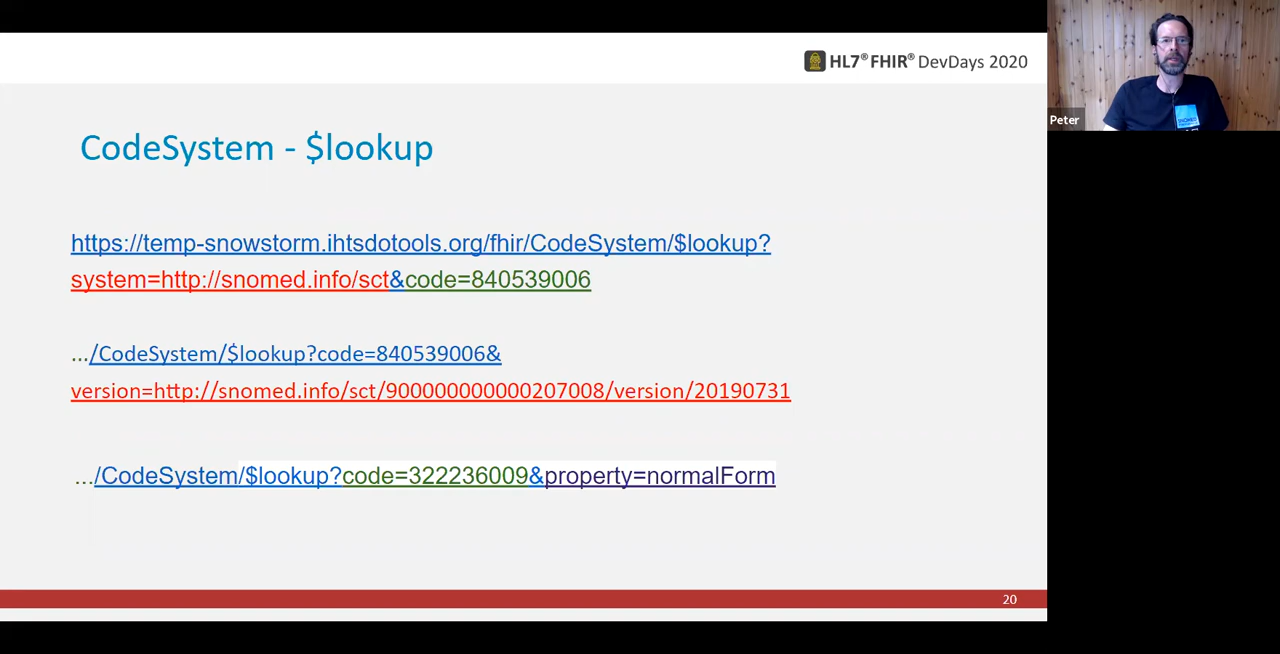 HL7® FHIR® DevDays 2020
Peter
CodeSystem - $lookup
https://temp-snowstorm.ihtsdotools.org/fhir/CodeSystem/$lookup?
system=http://snomed.info/sct&code=840539006
.../CodeSystem/$lookup?code=840539006&
version=http://snomed.info/sct/900000000000207008/version/20190731
.../CodeSystem/$lookup?code=322236009&property=normalForm
20